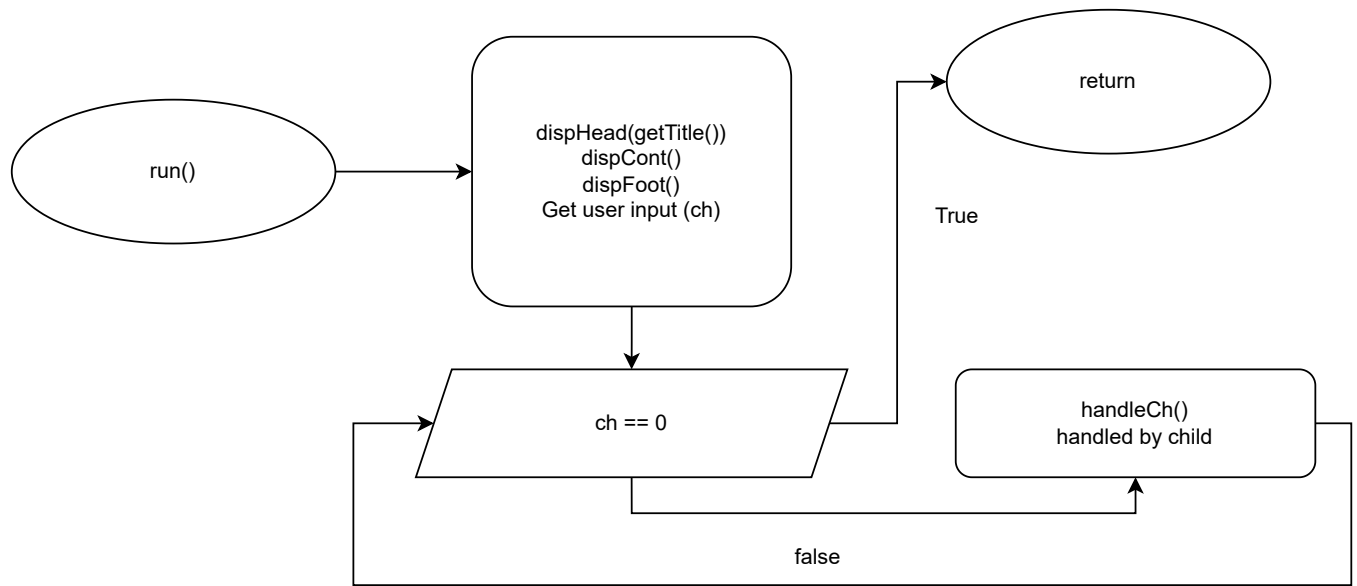 run()
dispHead(getTitle())
dispCont()
dispFoot()
Get user input (ch)
return
True
ch == 0
handleCh()
handled by child
false